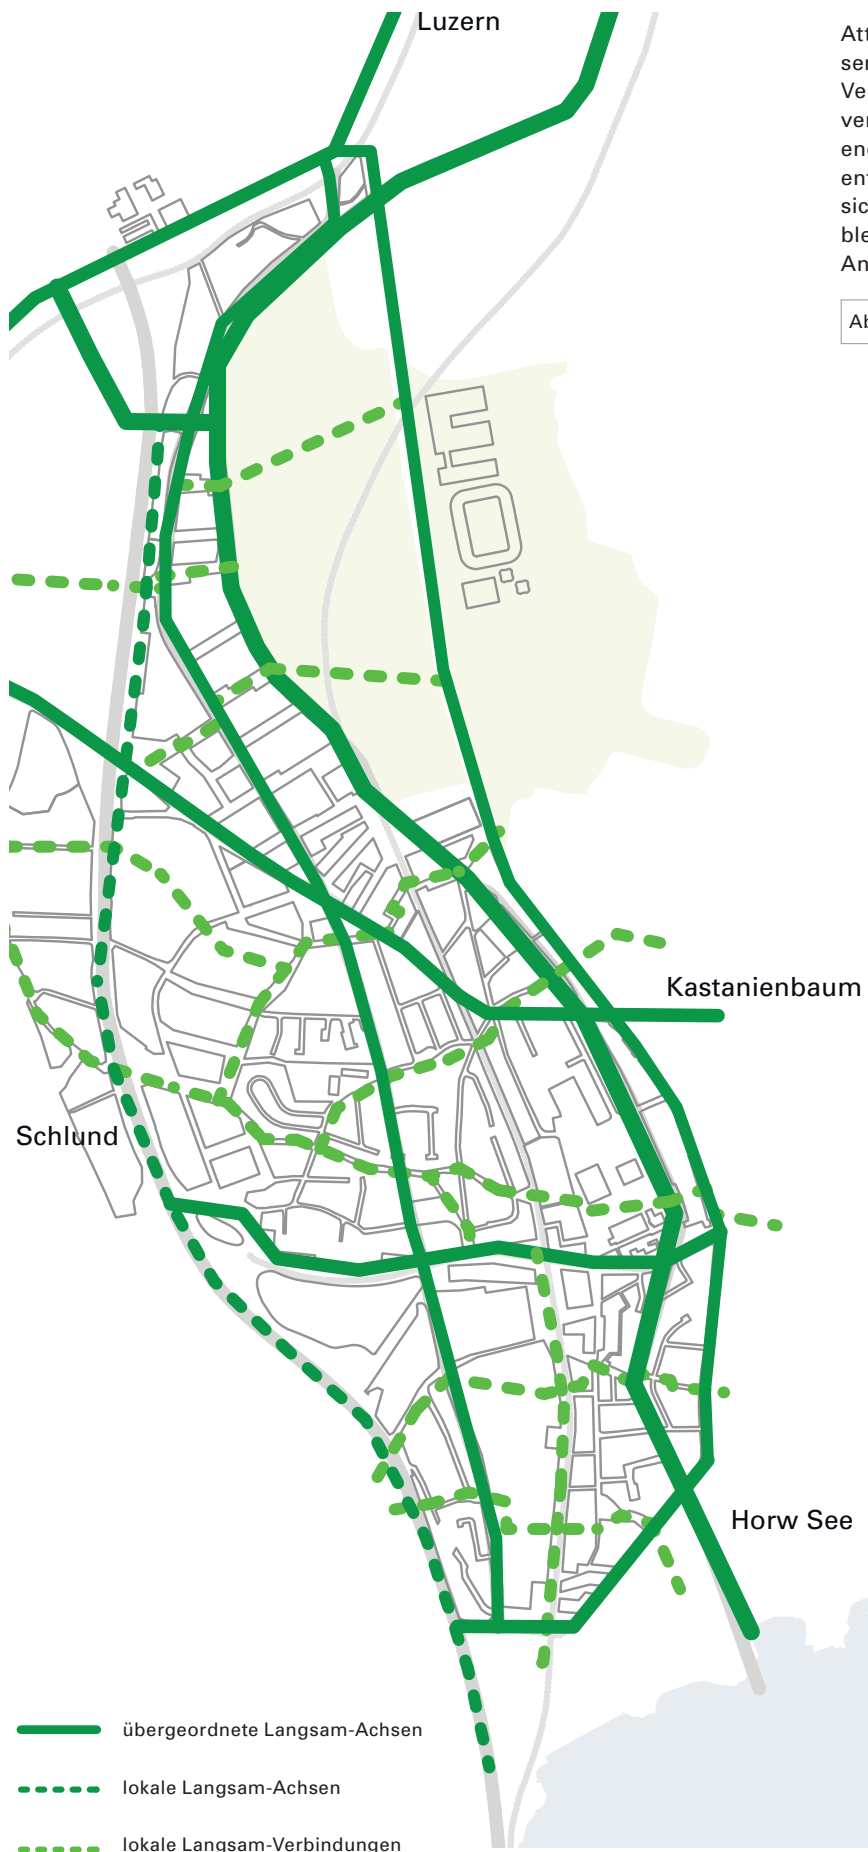 Luzern
Kastanienbaum
Schlund
Horw See
übergeordnete Langsam-Achsen
lokale Langsam-Achsen
lokale Langsam-Verbindungen